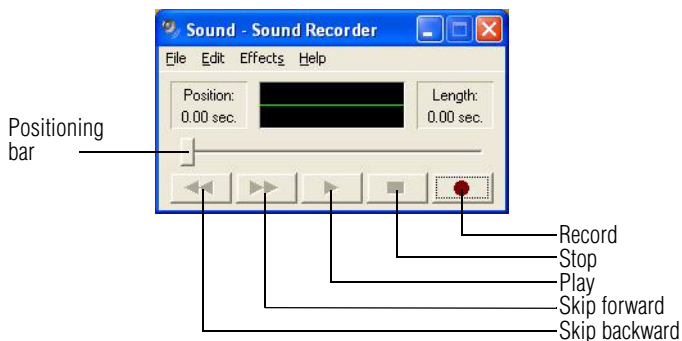 Sound - Sound Recorder
File Edit Effects Help
Position:
0.00 sec.
Length:
0.00 sec.
Positioning
bar
Record
Stop
Play
Skip forward
Skip backward